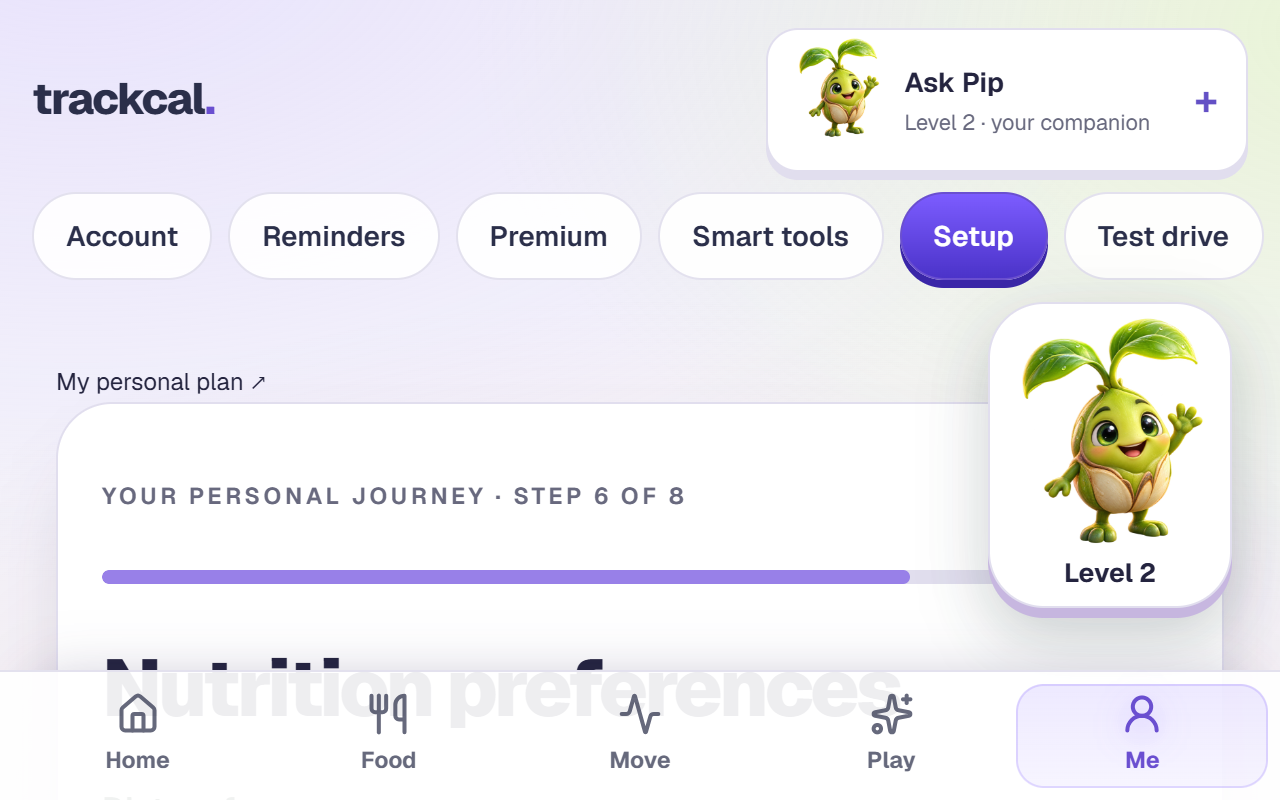 trackcal.
Ask Pip
Level 2 · your companion
+
Account
Reminders
Premium
Smart tools
Setup
Test drive
My personal plan ↗
Level 2
YOUR PERSONAL JOURNEY · STEP 6 OF 8
Nutrition preferences
Home
Food
Move
Play
Me